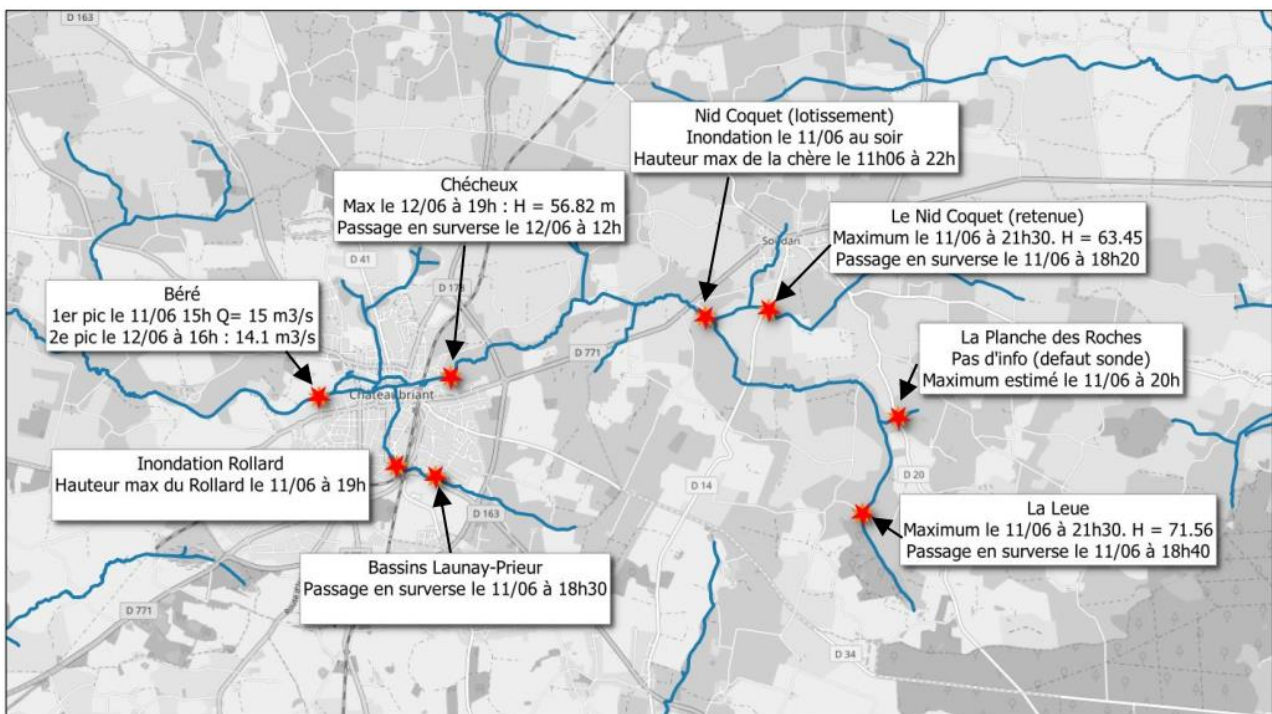 D 163
Nid Coquet (lotissement)
Inondation le 11/06 au soir
Hauteur max de la chère le 11h06 à 22h
Chécheux
Max le 12/06 à 19h : H = 56.82 m
Passage en surverse le 12/06 à 12h
Le Nid Coquet (retenue)
Maximum le 11/06 à 21h30. H = 63.45
Passage en surverse le 11/06 à 18h20
Soudan
D 41
D 178
Béré
1er pic le 11/06 15h Q= 15 m3/s
2e pic le 12/06 à 16h : 14.1 m3/s
La Planche des Roches
Pas d'info (defaut sonde)
Maximum estimé le 11/06 à 20h
D 771
Châteaubriant
Inondation Rollard
Hauteur max du Rollard le 11/06 à 19h
D 14
D 20
D 163
La Leue
Maximum le 11/06 à 21h30. H = 71.56
Passage en surverse le 11/06 à 18h40
Bassins Launay-Prieur
Passage en surverse le 11/06 à 18h30
D 771
D 34